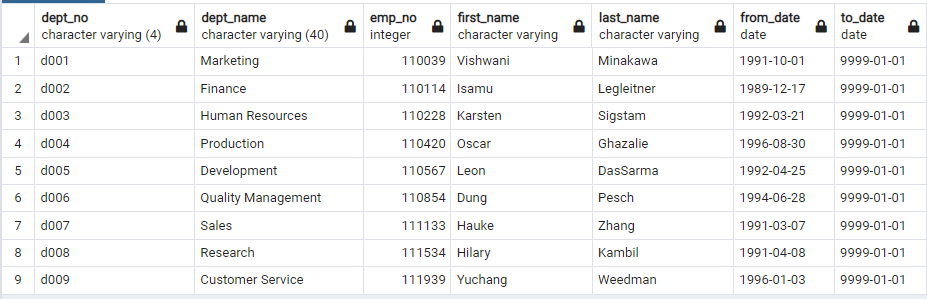 dept_no dept_name emp_no first_name last_name from_date to_date
character varying (4) character varying (40) integer character varying character varying date date
1 d001 Marketing 110039 Vishwani Minakawa 1991-10-01 9999-01-01
2 d002 Finance 110114 Isamu Legleitner 1989-12-17 9999-01-01
3 d003 Human Resources 110228 Karsten Sigstam 1992-03-21 9999-01-01
4 d004 Production 110420 Oscar Ghazalie 1996-08-30 9999-01-01
5 d005 Development 110567 Leon DasSarma 1992-04-25 9999-01-01
6 d006 Quality Management 110854 Dung Pesch 1994-06-28 9999-01-01
7 d007 Sales 111133 Hauke Zhang 1991-03-07 9999-01-01
8 d008 Research 111534 Hilary Kambil 1991-04-08 9999-01-01
9 d009 Customer Service 111939 Yuchang Weedman 1996-01-03 9999-01-01